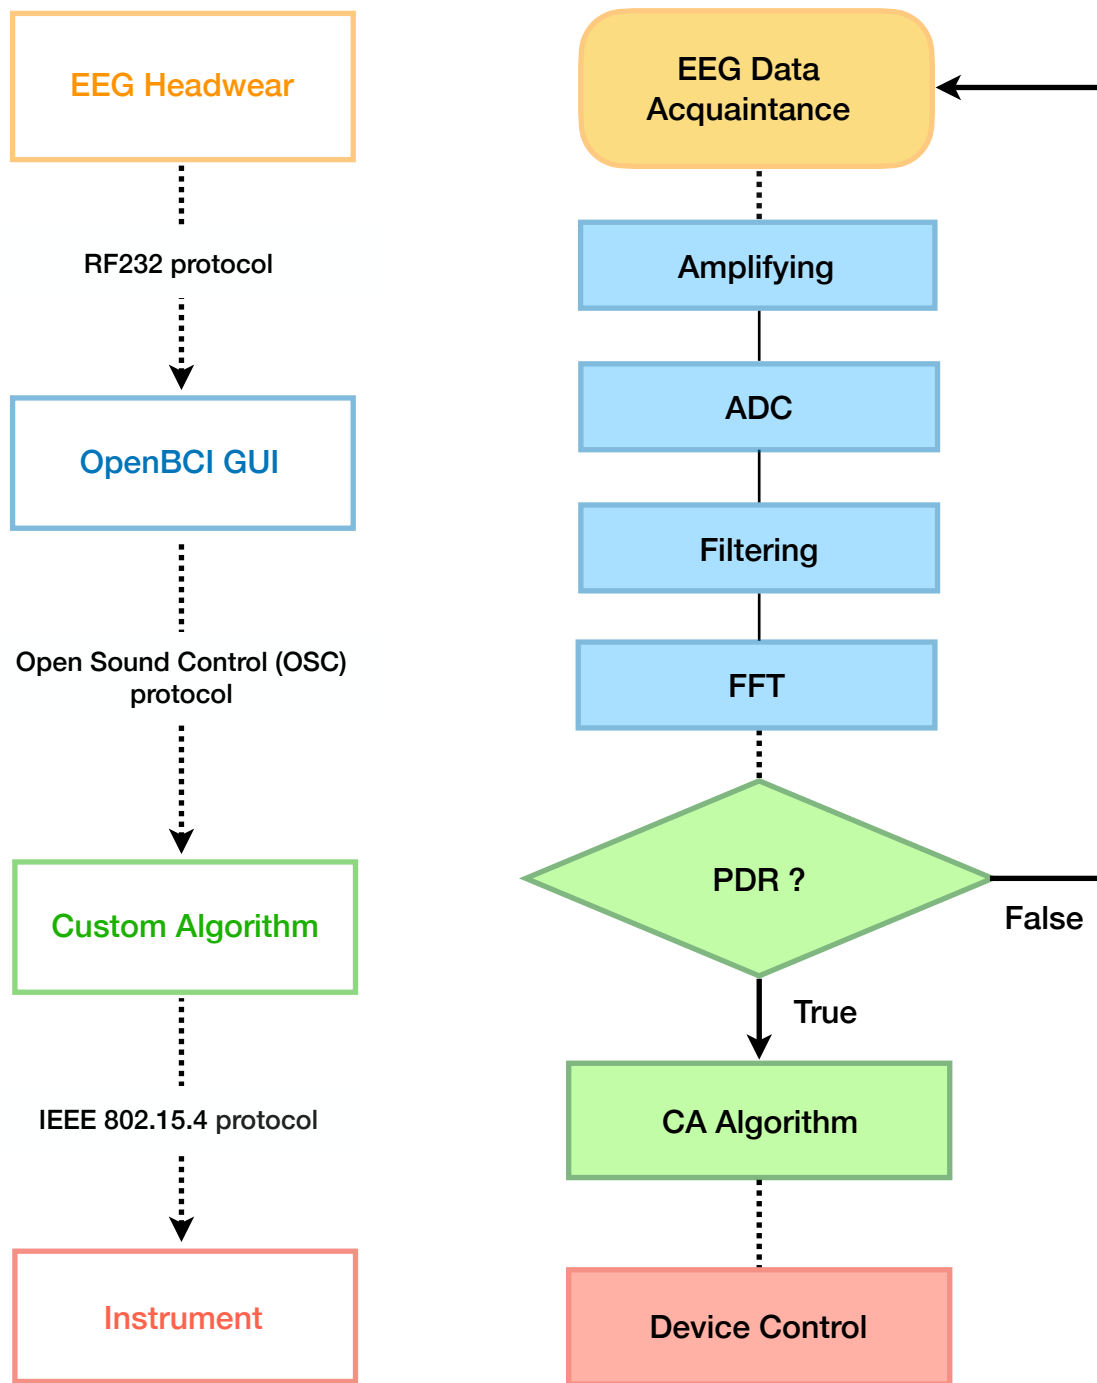 EEG Headwear
RF232 protocol
OpenBCI GUI
Open Sound Control (OSC)
protocol
Custom Algorithm
IEEE 802.15.4 protocol
Instrument
EEG Data
Acquaintance
Amplifying
ADC
Filtering
FFT
PDR ?
False
True
CA Algorithm
Device Control